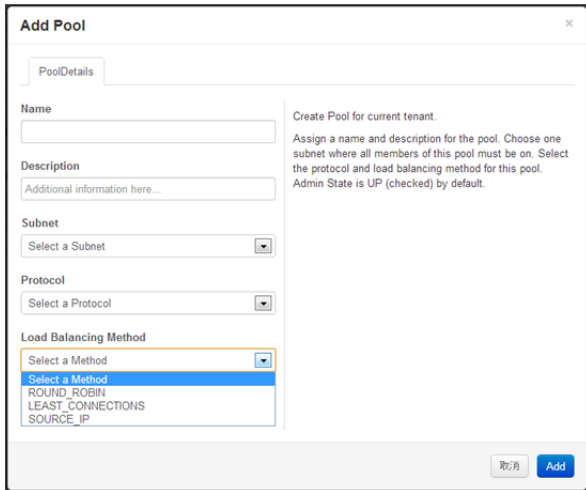 Add Pool
×
PoolDetails
Name
Description
Additional information here...
Subnet
Select a Subnet
Protocol
Select a Protocol
Load Balancing Method
Select a Method
Select a Method
ROUND_ROBIN
LEAST_CONNECTIONS
SOURCE_IP
Create Pool for current tenant.
Assign a name and description for the pool. Choose one
subnet where all members of this pool must be on. Select
the protocol and load balancing method for this pool.
Admin State is UP (checked) by default.
取消
Add